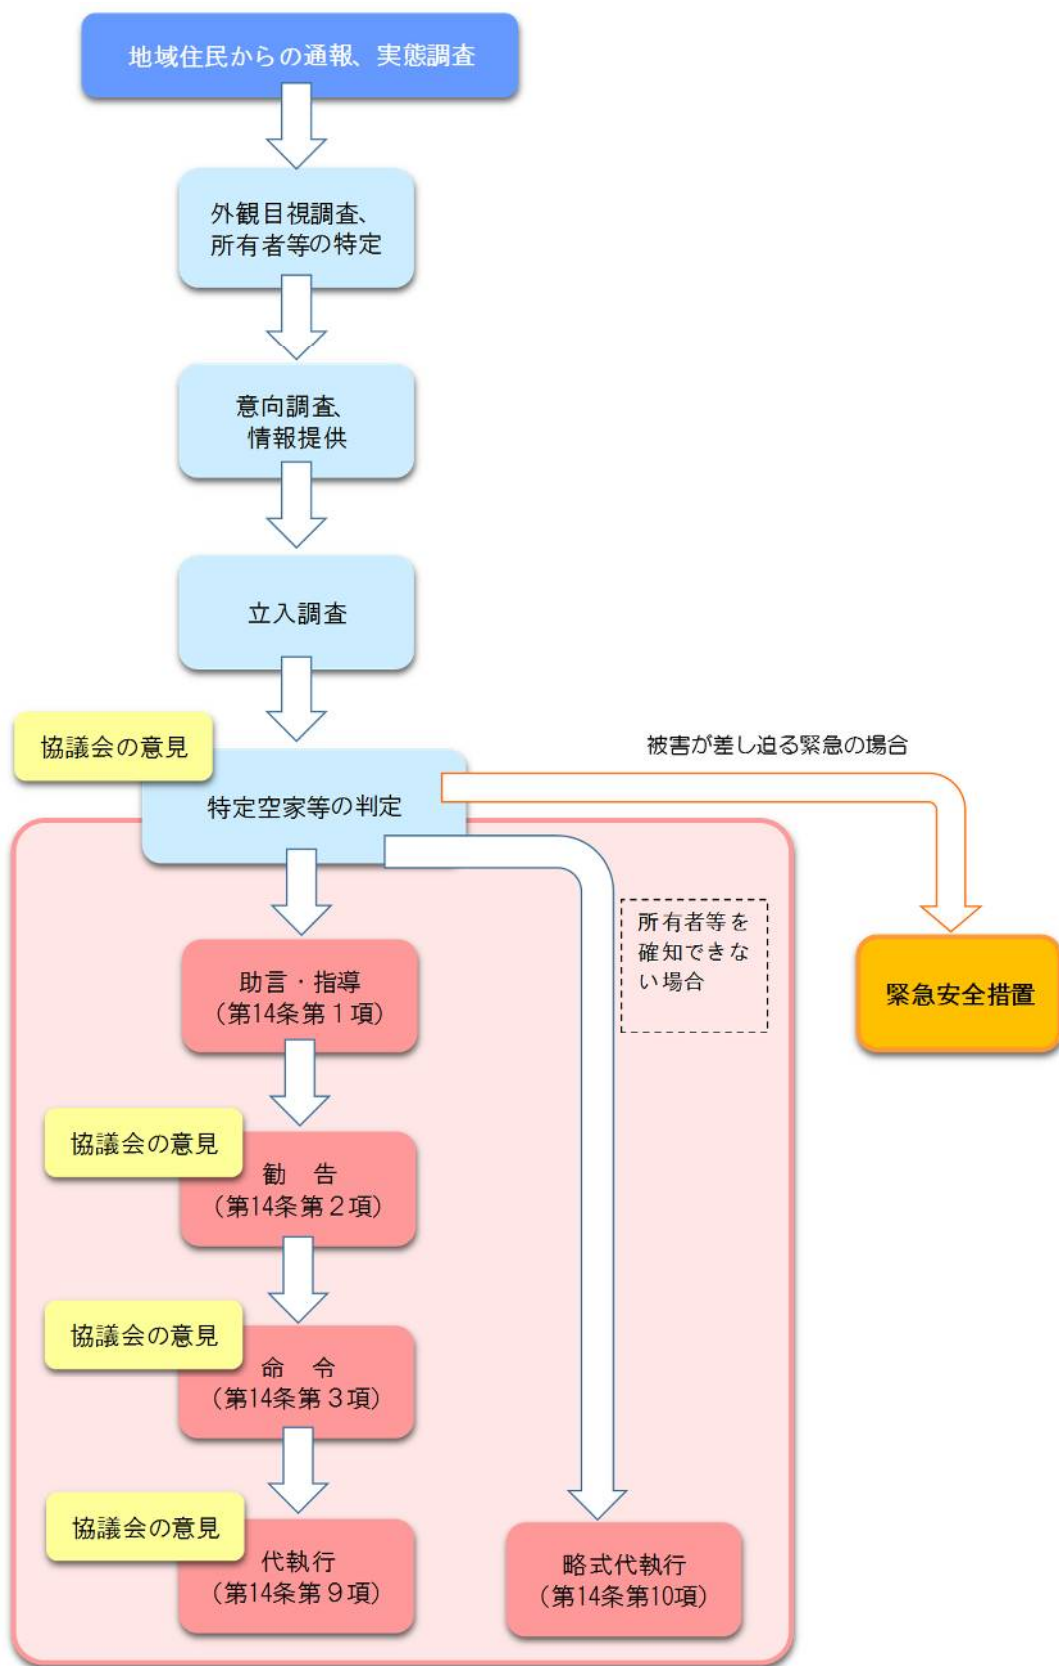 地域住民からの通報、実態調査
外観目視調査、
所有者等の特定
意向調査、
情報提供
立入調査
協議会の意見
特定空家等の判定
被害が差し迫る緊急の場合
所有者等を
確知できな
い場合
緊急安全措置
助言・指導
（第14条第１項）
協議会の意見
勧　告
（第14条第２項）
協議会の意見
命　令
（第14条第３項）
協議会の意見
代執行
（第14条第９項）
略式代執行
（第14条第10項）